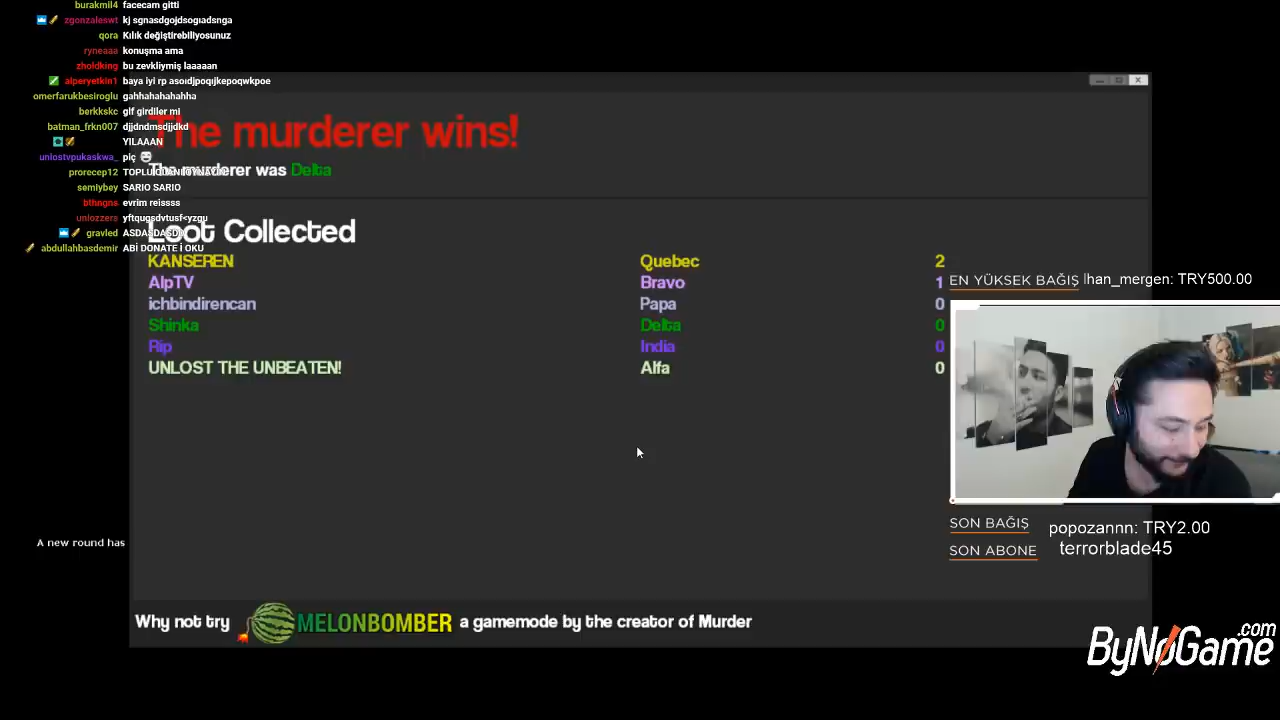 burakmil4 facecam gitti
zgonzaleswt kj sgnasdgojdsogıadsnga
qora Kılık değiştirebiliyosunuz
ryneaaa konuşma ama
zholdking bu zevkliymiş laaaaan
alperyetkin1 baya iyi rp asoıdjpoqıjkepoqwkpoe
omerfarukbesiroglu gahhahahahahha
berkkskc glf girdiler mi
batman_frkn007 djjdndmsdjjdkd
YILAAAN
unlostvpukaskwa_ piç
prorecep12
semiybey SARIO SARIO
bthngns evrim reissss
unlozzers yftquqsdvtusf<yzgu
gravled ASDASDASDD
abdullahbasdemir ABİ DONATE İ OKU
The murderer wins!
The murderer was Delta
Loot Collected
KANSEREN Quebec 2
AlpTV Bravo 1
ichbindirencan Papa 0
Shinka Delta 0
Rip India 0
UNLOST THE UNBEATEN! Alfa 0
EN YÜKSEK BAĞIŞ lhan_mergen: TRY500.00
SON BAĞIŞ popozannn: TRY2.00
SON ABONE terrorblade45
A new round has
Why not try MELONBOMBER a gamemode by the creator of Murder
ByNoGame.com